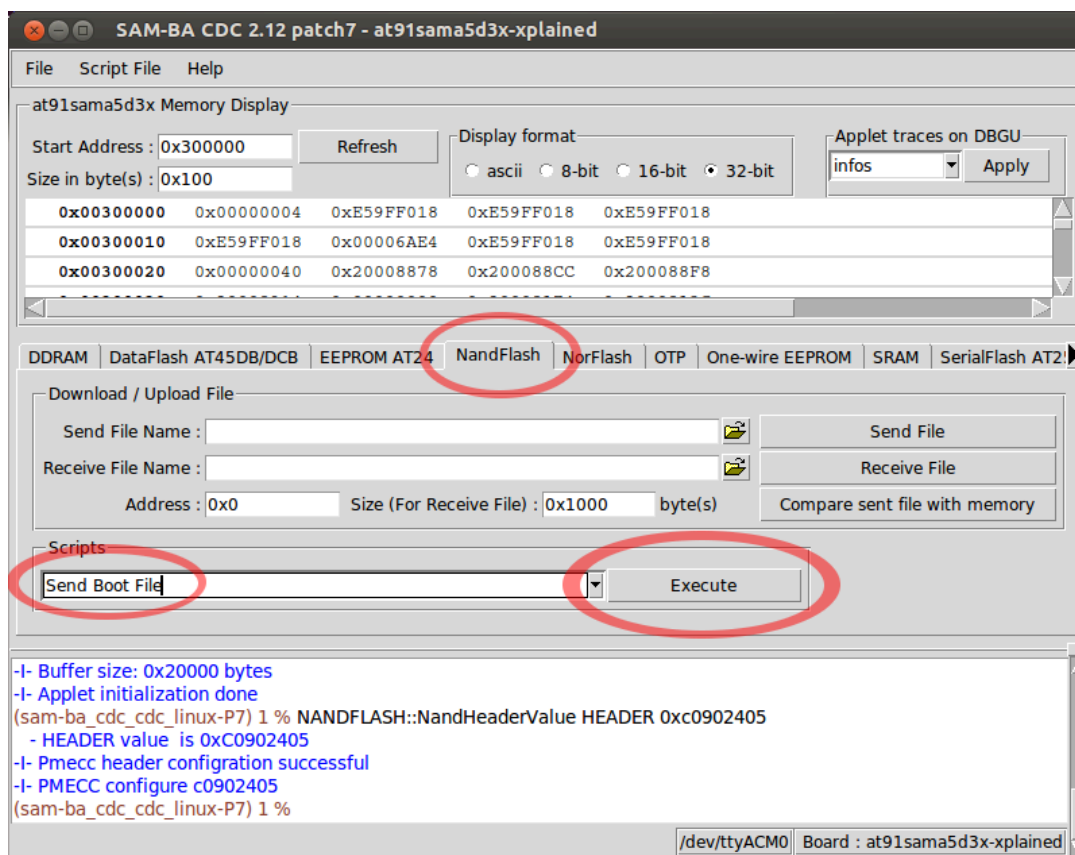 SAM-BA CDC 2.12 patch7 - at91sama5d3x-xplained
File Script File Help
at91sama5d3x Memory Display
Start Address : 0x300000 Refresh
Size in byte(s) : 0x100
Display format
ascii 8-bit 16-bit 32-bit
Applet traces on DBGU
infos Apply
0x00300000 0x00000004 0xE59FF018 0xE59FF018 0xE59FF018
0x00300010 0xE59FF018 0x00006AE4 0xE59FF018 0xE59FF018
0x00300020 0x00000040 0x20008878 0x200088CC 0x200088F8
DDRAM DataFlash AT45DB/DCB EEPROM AT24 NandFlash NorFlash OTP One-wire EEPROM SRAM SerialFlash
Download / Upload File
Send File Name : Send File
Receive File Name : Receive File
Address : 0x0 Size (For Receive File) : 0x1000 byte(s) Compare sent file with memory
Scripts
Send Boot File Execute
-I- Buffer size: 0x20000 bytes
-I- Applet initialization done
(sam-ba_cdc_cdc_linux-P7) 1 % NANDFLASH::NandHeaderValue HEADER 0xc0902405
- HEADER value is 0xC0902405
-I- Pmecc header configration successful
-I- PMECC configure c0902405
(sam-ba_cdc_cdc_linux-P7) 1 %
/dev/ttyACM0 Board : at91sama5d3x-xplained